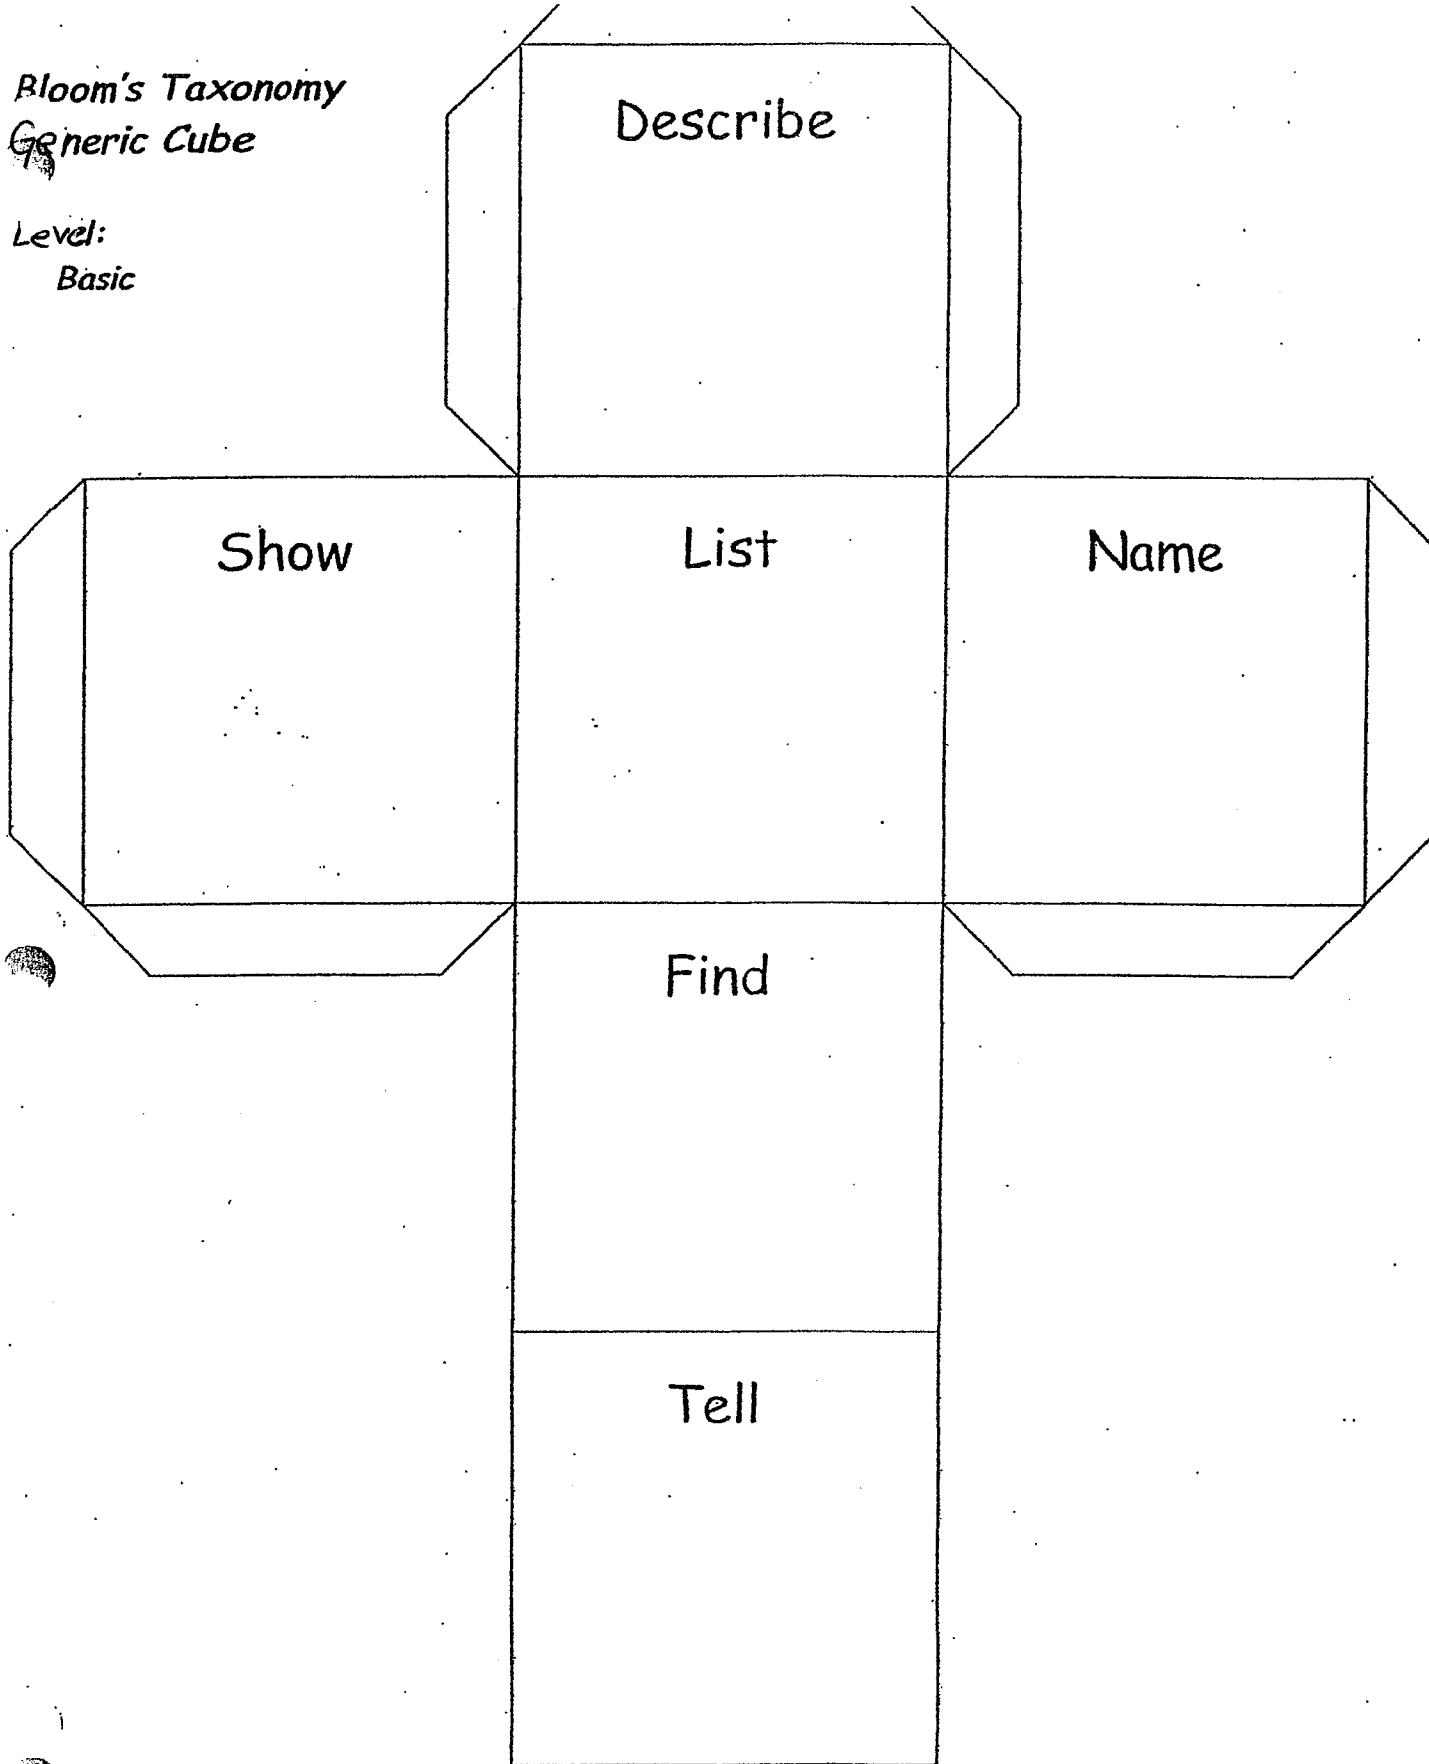 Bloom's Taxonomy
Generic Cube
Level:
Basic
Describe
Show
List
Name
Find
Tell